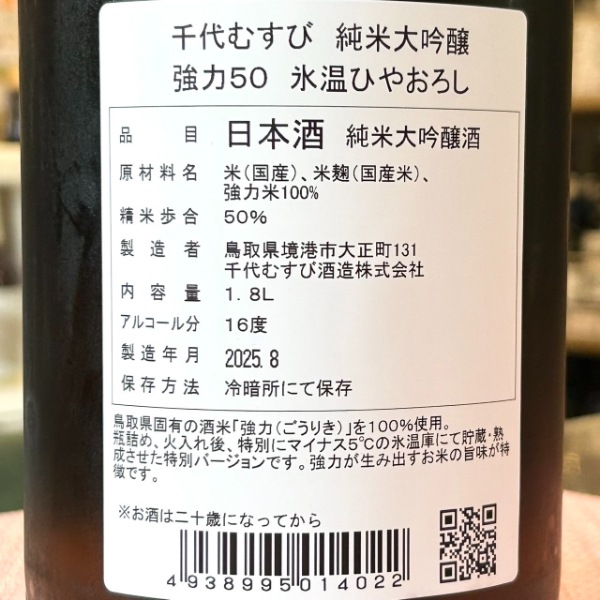 千代むすび 純米大吟醸
強力50 氷温ひやおろし
品目 日本酒 純米大吟醸酒
原材料名 米(国産)、米麹(国産米)、
強力米100%
精米歩合 50%
製造者 鳥取県境港市大正町131
千代むすび酒造株式会社
内容量 1.8L
アルコール分 16度
製造年月 2025.8
保存方法 冷暗所にて保存
鳥取県固有の酒米「強力(ごうりき)」を100%使用。
瓶詰め、火入れ後、特別にマイナス5℃の氷温庫にて貯蔵・熟
成させた特別バージョンです。強力が生み出すお米の旨味が特
徴です。
※お酒は二十歳になってから
4938995014022